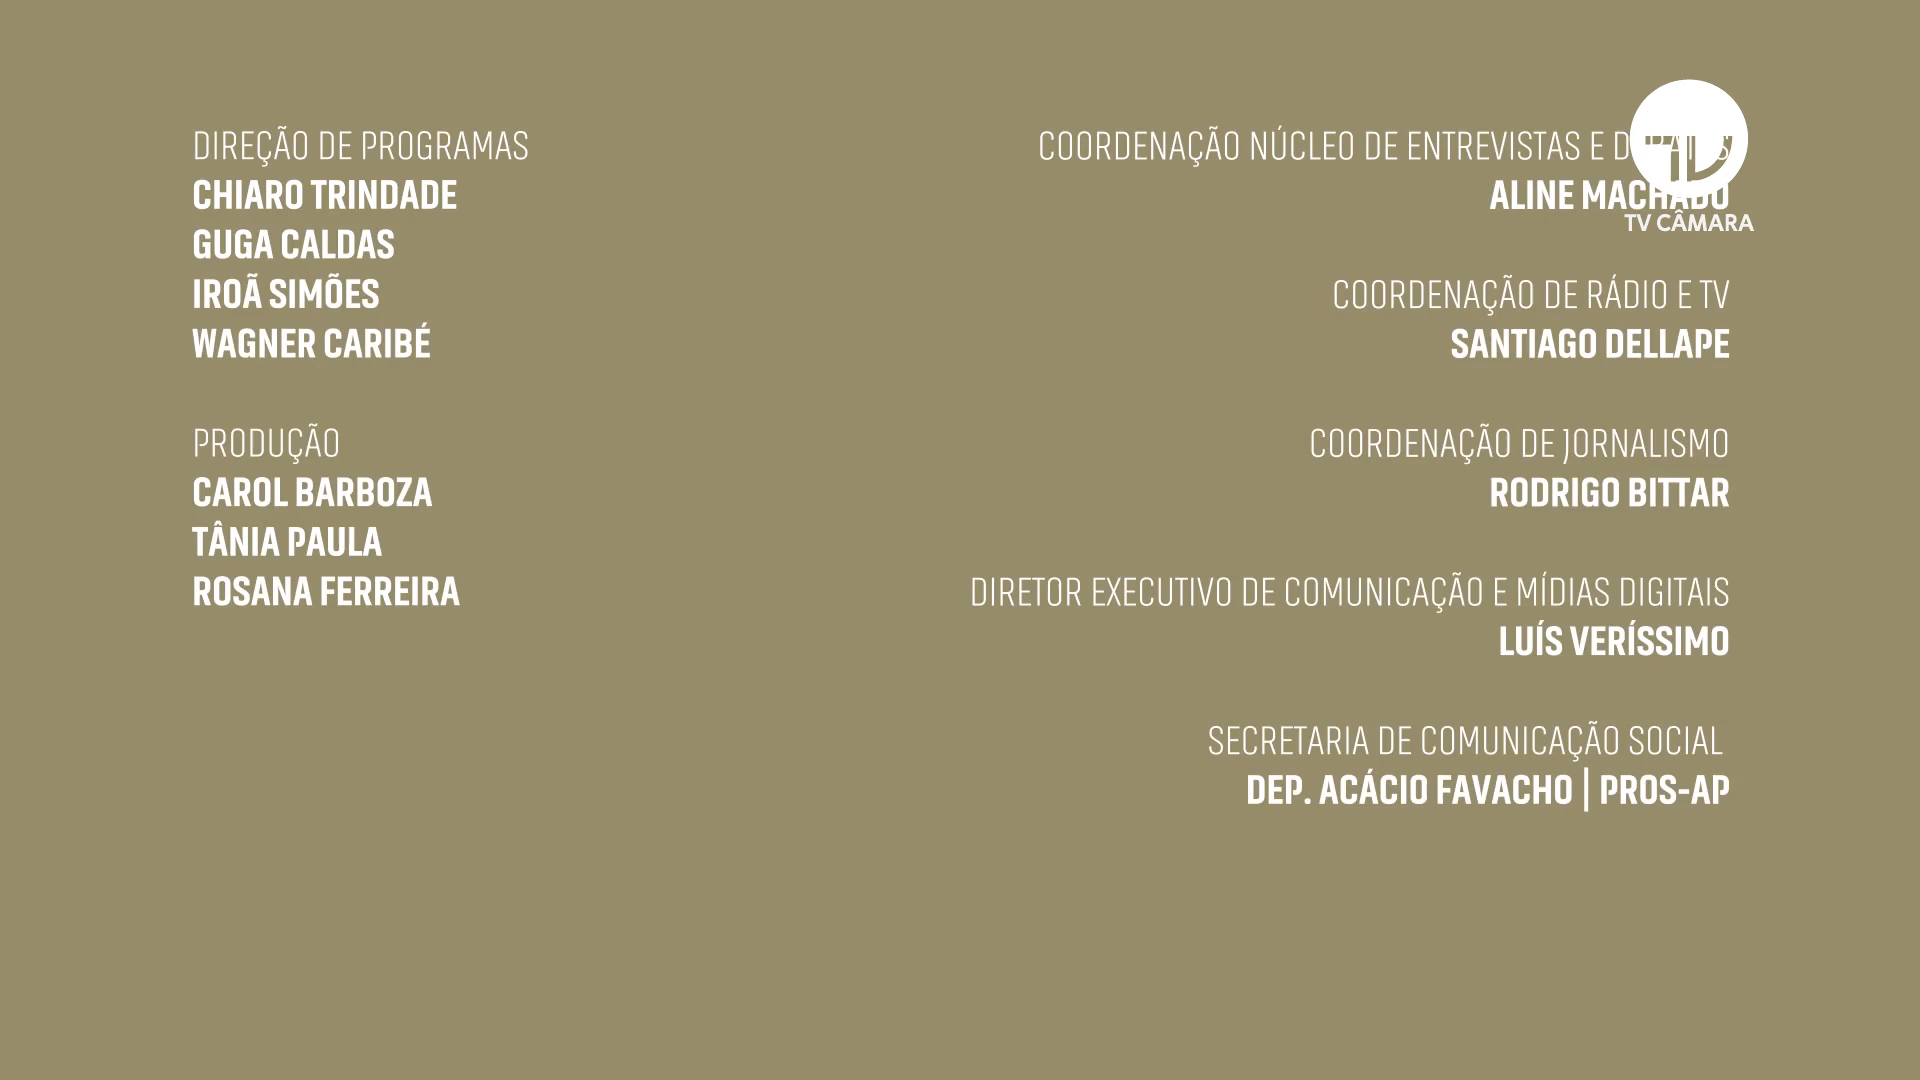 DIREÇÃO DE PROGRAMAS
CHIARO TRINDADE
GUGA CALDAS
IROÃ SIMÕES
WAGNER CARIBÉ
PRODUÇÃO
CAROL BARBOZA
TÂNIA PAULA
ROSANA FERREIRA
COORDENAÇÃO NÚCLEO DE ENTREVISTAS E
ALINE MACHADO
TV CÂMARA
COORDENAÇÃO DE RÁDIO E TV
SANTIAGO DELLAPE
COORDENAÇÃO DE JORNALISMO
RODRIGO BITTAR
DIRETOR EXECUTIVO DE COMUNICAÇÃO E MÍDIAS DIGITAIS
LUÍS VERÍSSIMO
SECRETARIA DE COMUNICAÇÃO SOCIAL
DEP. ACÁCIO FAVACHO | PROS-AP